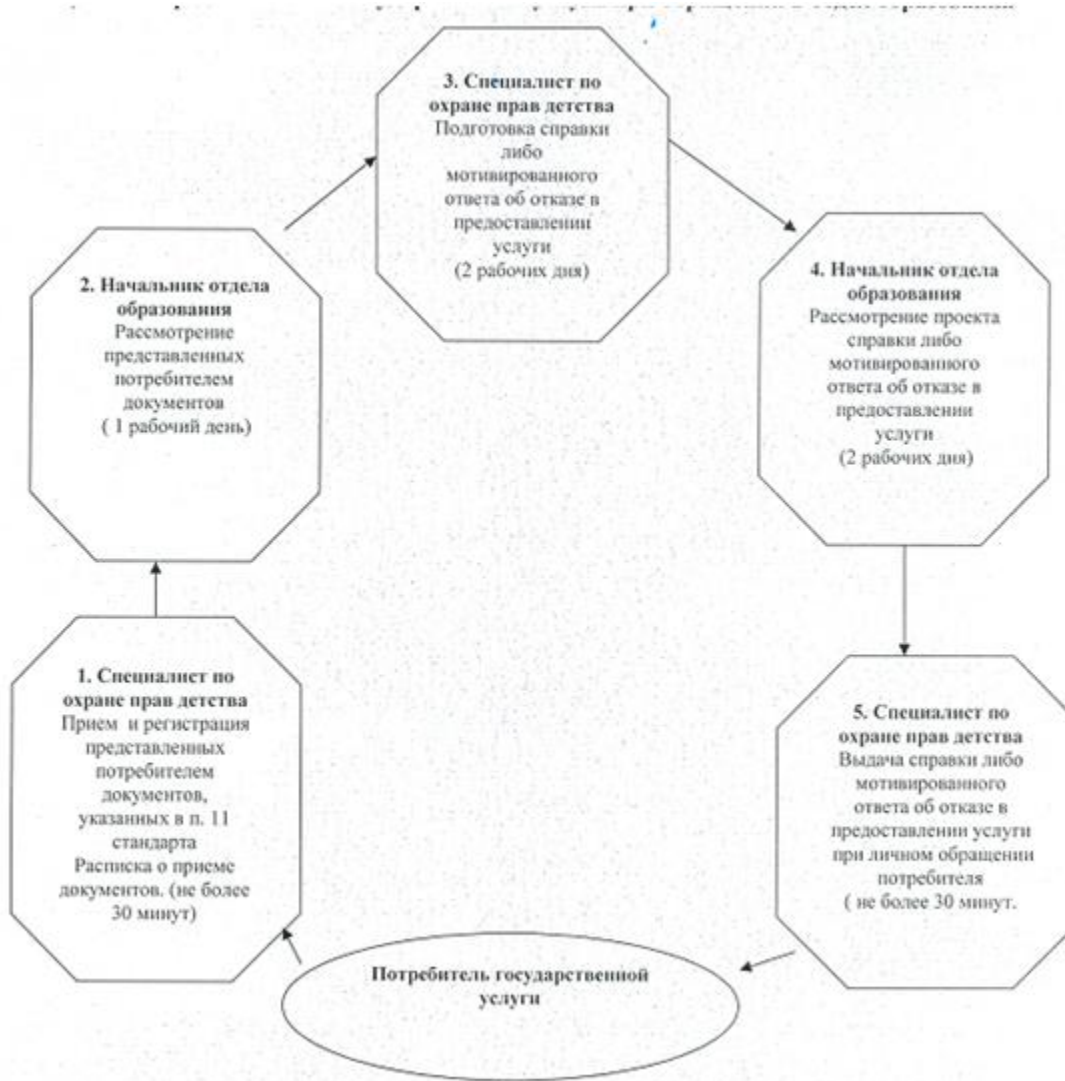 3. Специалист по
охране прав детства
Подготовка справки
либо
мотивированного
ответа об отказе в
предоставлении
услуги
(2 рабочих дня)
2. Начальник отдела
образования
Рассмотрение
представленных
потребителем
документов
( 1 рабочий день)
4. Начальник отдела
образования
Рассмотрение проекта
справки либо
мотивированного
ответа об отказе в
предоставлении
услуги
(2 рабочих дня)
1. Специалист по
охране прав детства
Прием и регистрация
представленных
потребителем
документов,
указанных в п. 11
стандарта
Расписка о приеме
документов. (не более
30 минут)
5. Специалист по
охране прав детства
Выдача справки либо
мотивированного
ответа об отказе в
предоставлении услуги
при личном обращении
потребителя
( не более 30 минут.
Потребитель государственной
услуги